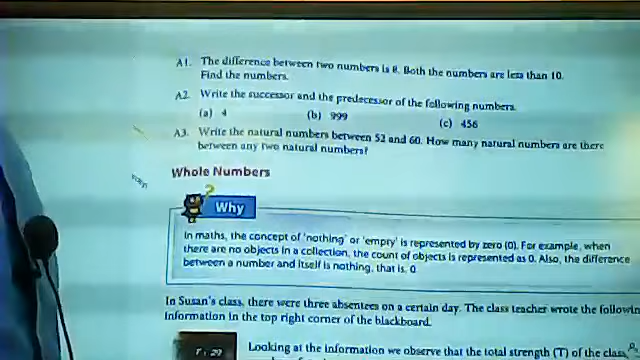 A1. The difference between two numbers is 8. Both the numbers are less than 10.
Find the numbers.
A2. Write the successor and the predecessor of the following numbers.
(a) 4 (b) 999 (c) 456
A3. Write the natural numbers between 52 and 60. How many natural numbers are there
between any two natural numbers?
Whole Numbers
?
Why
In maths, the concept of 'nothing' or 'empty' is represented by zero (0). For example, when
there are no objects in a collection, the count of objects is represented as 0. Also, the difference
between a number and itself is nothing, that is, 0.
In Susan's class, there were three absentees on a certain day. The class teacher wrote the
information in the top right corner of the blackboard.
T : 29
Looking at the information we observe that the total strength (T) of the class,